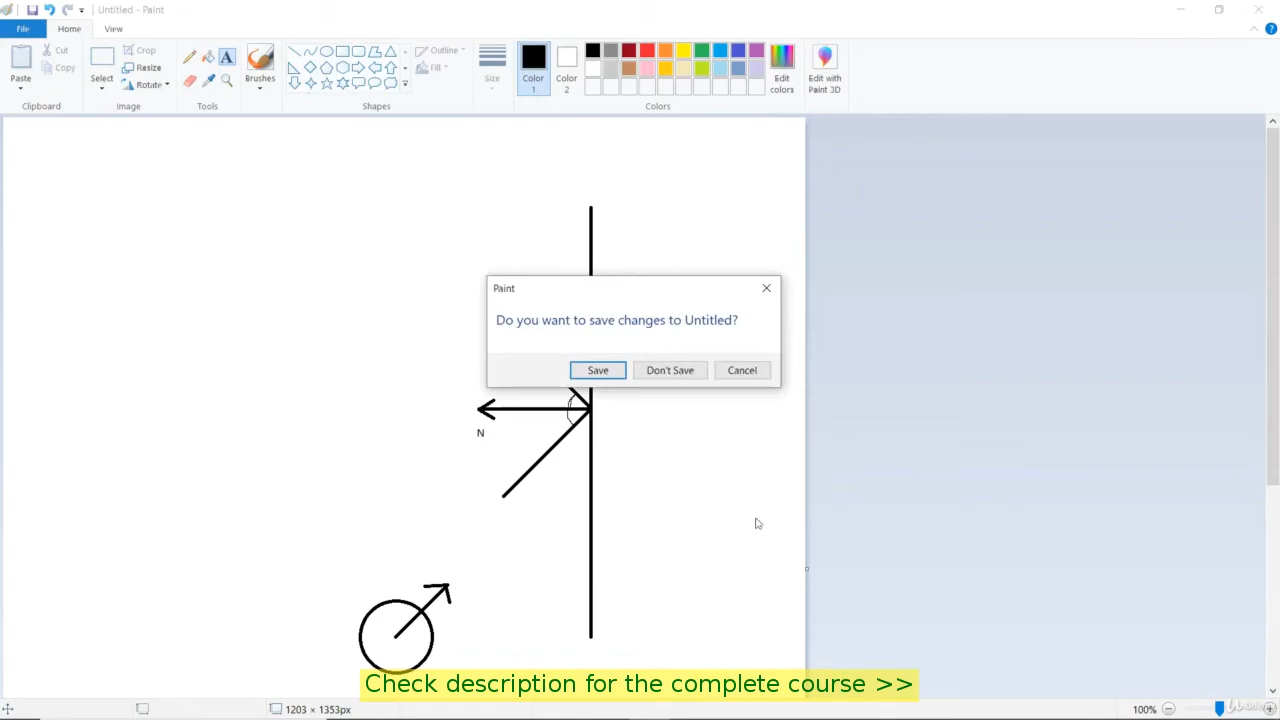 Untitled - Paint
File
Home
View
Paste
Cut
Copy
Clipboard
Select
Crop
Resize
Rotate
Image
A
Tools
Brushes
Shapes
Outline
Fill
Size
Color
1
Color
2
Colors
Edit
colors
Edit with
Paint 3D
Paint
Do you want to save changes to Untitled?
Save
Don't Save
Cancel
N
Check description for the complete course >>
1203 × 1353px
100%